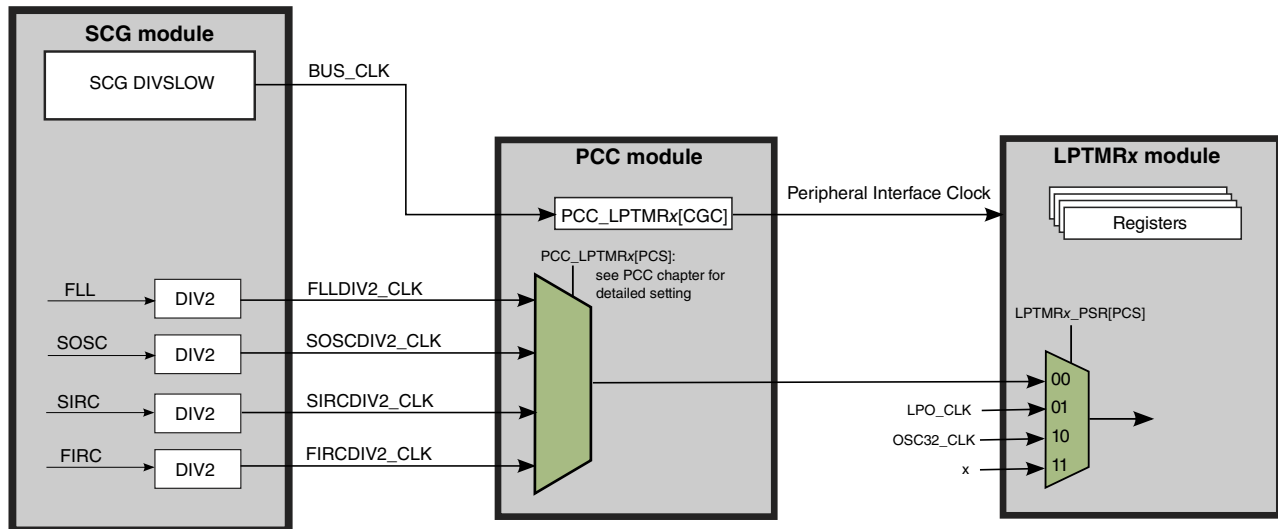 SCG module
SCG DIVSLOW
BUS_CLK
PCC module
PCC_LPTMRx[CGC]
Peripheral Interface Clock
LPTMRx module
Registers
PCC_LPTMRx[PCS]:
see PCC chapter for
detailed setting
FLL
DIV2
FLLDIV2_CLK
SOSC
DIV2
SOSCDIV2_CLK
SIRC
DIV2
SIRCDIV2_CLK
FIRC
DIV2
FIRCDIV2_CLK
LPTMRx_PSR[PCS]
00
LPO_CLK
01
OSC32_CLK
10
x
11